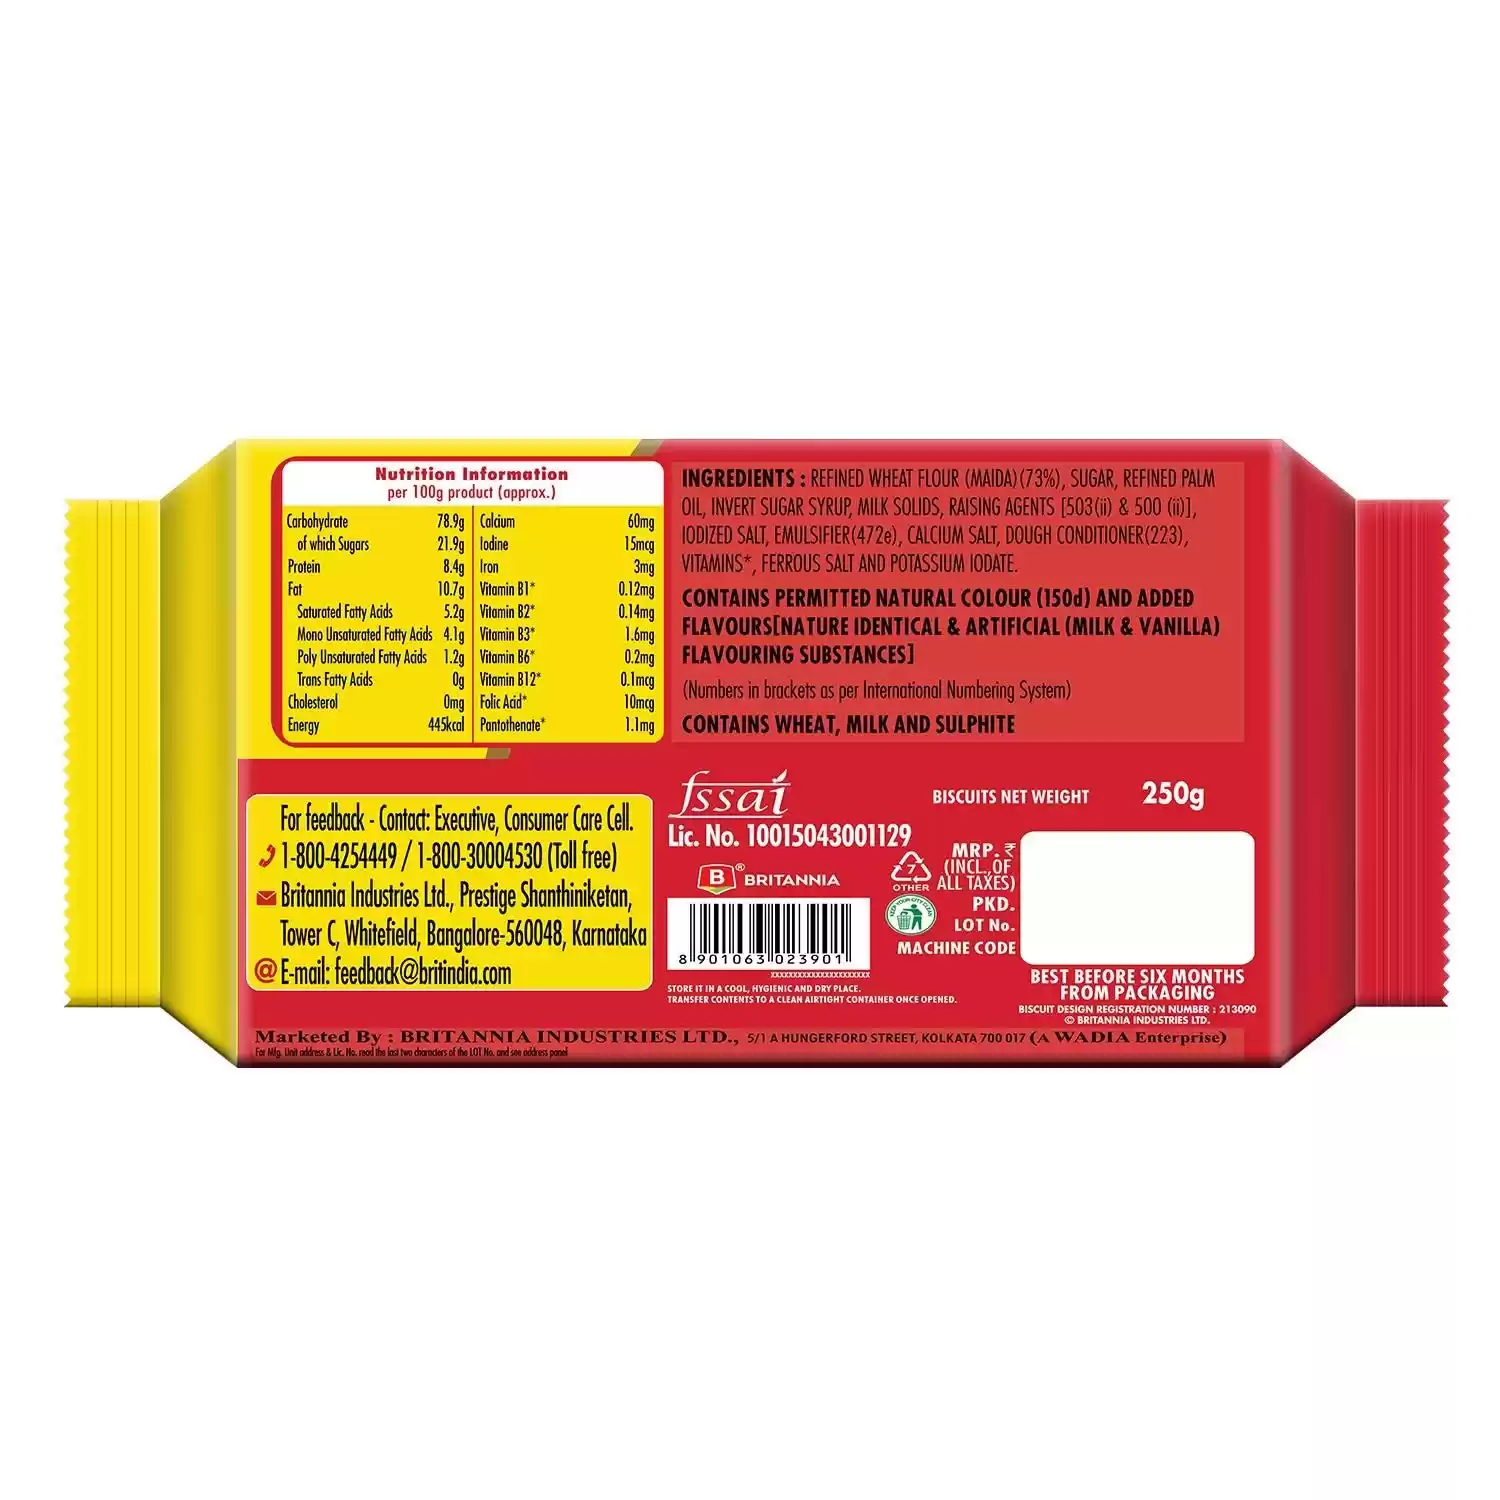 Nutrition Information
per 100g product (approx.)
Carbohydrate 78.9g
of which Sugars 21.9g
Protein 8.4g
Fat 10.7g
Saturated Fatty Acids 5.2g
Mono Unsaturated Fatty Acids 4.1g
Poly Unsaturated Fatty Acids 1.2g
Trans Fatty Acids 0g
Cholesterol 0mg
Energy 445kcal
Calcium 60mg
Iodine 15mcg
Iron 3mg
Vitamin B1* 0.12mg
Vitamin B2* 0.14mg
Vitamin B3* 1.6mg
Vitamin B6* 0.2mg
Vitamin B12* 0.1mcg
Folic Acid* 10mcg
Pantothenate* 1.1mg
INGREDIENTS : REFINED WHEAT FLOUR (MAIDA)(73%), SUGAR, REFINED PALM
OIL, INVERT SUGAR SYRUP, MILK SOLIDS, RAISING AGENTS [503(ii) & 500 (ii)],
IODIZED SALT, EMULSIFIER(472e), CALCIUM SALT, DOUGH CONDITIONER(223),
VITAMINS*, FERROUS SALT AND POTASSIUM IODATE.
CONTAINS PERMITTED NATURAL COLOUR (150d) AND ADDED
FLAVOURS[NATURE IDENTICAL & ARTIFICIAL (MILK & VANILLA)
FLAVOURING SUBSTANCES]
(Numbers in brackets as per International Numbering System)
CONTAINS WHEAT, MILK AND SULPHITE
For feedback - Contact: Executive, Consumer Care Cell.
1-800-4254449 / 1-800-30004530 (Toll free)
Britannia Industries Ltd., Prestige Shanthiniketan,
Tower C, Whitefield, Bangalore-560048, Karnataka
@ E-mail: feedback@britindia.com
fssai
Lic. No. 10015043001129
B ® BRITANNIA
8 901063 023901
STORE IT IN A COOL, HYGIENIC AND DRY PLACE.
TRANSFER CONTENTS TO A CLEAN AIRTIGHT CONTAINER ONCE OPENED.
BISCUITS NET WEIGHT 250g
7
OTHER
KEEP YOUR CITY CLEAN
MRP. ₹
(INCL. OF
ALL TAXES)
PKD.
LOT No.
MACHINE CODE
BEST BEFORE SIX MONTHS
FROM PACKAGING
BISCUIT DESIGN REGISTRATION NUMBER : 213090
© BRITANNIA INDUSTRIES LTD.
Marketed By : BRITANNIA INDUSTRIES LTD., 5/1 A HUNGERFORD STREET, KOLKATA 700 017 (A WADIA Enterprise)
For Mfg. Unit address & Lic. No. read the last two characters of the LOT No. and see address panel